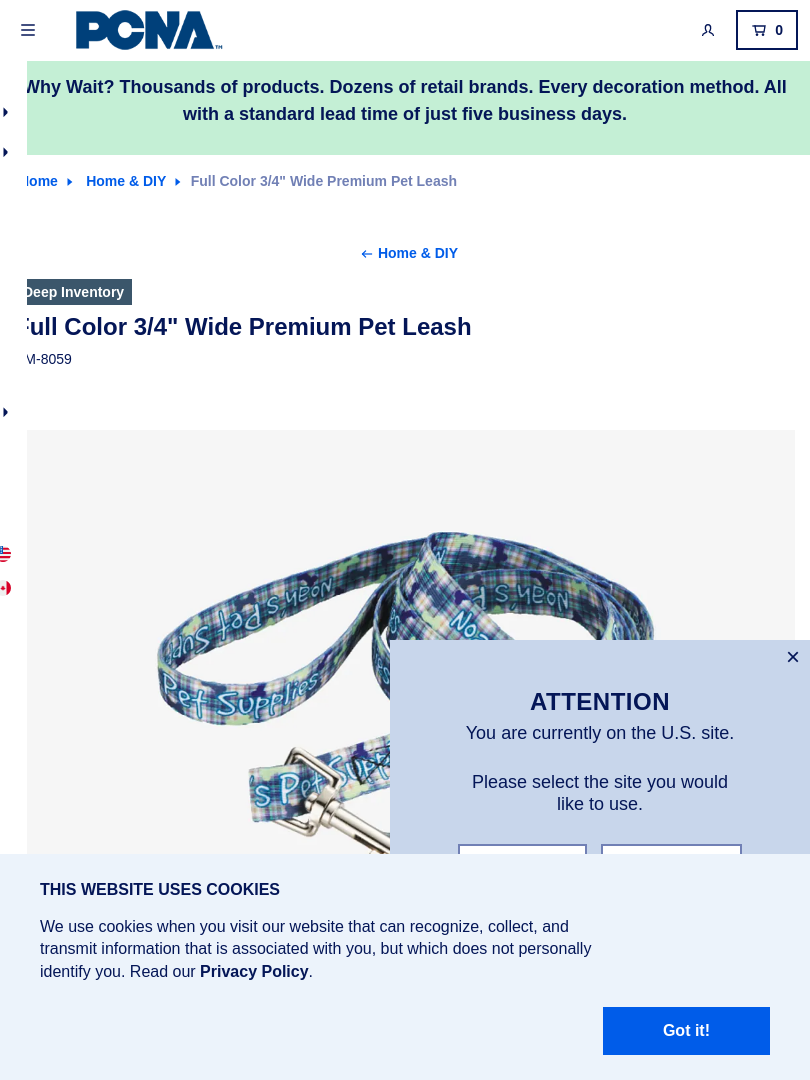 PCNA
TM
0
Why Wait? Thousands of products. Dozens of retail brands. Every decoration method. All
with a standard lead time of just five business days.
Home Home & DIY Full Color 3/4" Wide Premium Pet Leash
← Home & DIY
Deep Inventory
Full Color 3/4" Wide Premium Pet Leash
M-8059
Noah's Pet Supp
Pet Supplies
's Pet Supp
ATTENTION
You are currently on the U.S. site.
Please select the site you would
like to use.
THIS WEBSITE USES COOKIES
We use cookies when you visit our website that can recognize, collect, and
transmit information that is associated with you, but which does not personally
identify you. Read our Privacy Policy.
Got it!